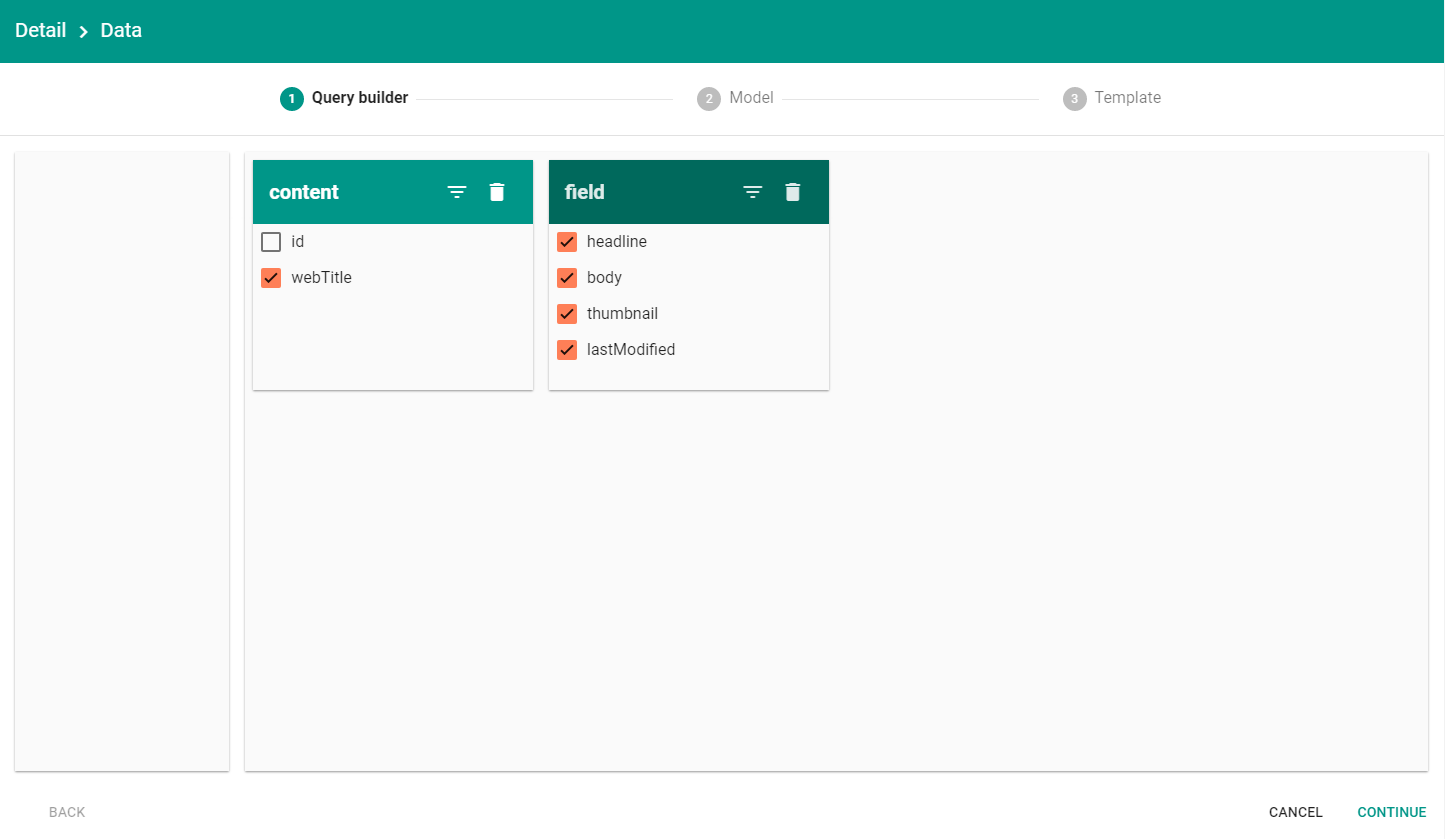 Detail > Data
1 Query builder 2 Model 3 Template
content
id
webTitle
field
headline
body
thumbnail
lastModified
BACK CANCEL CONTINUE